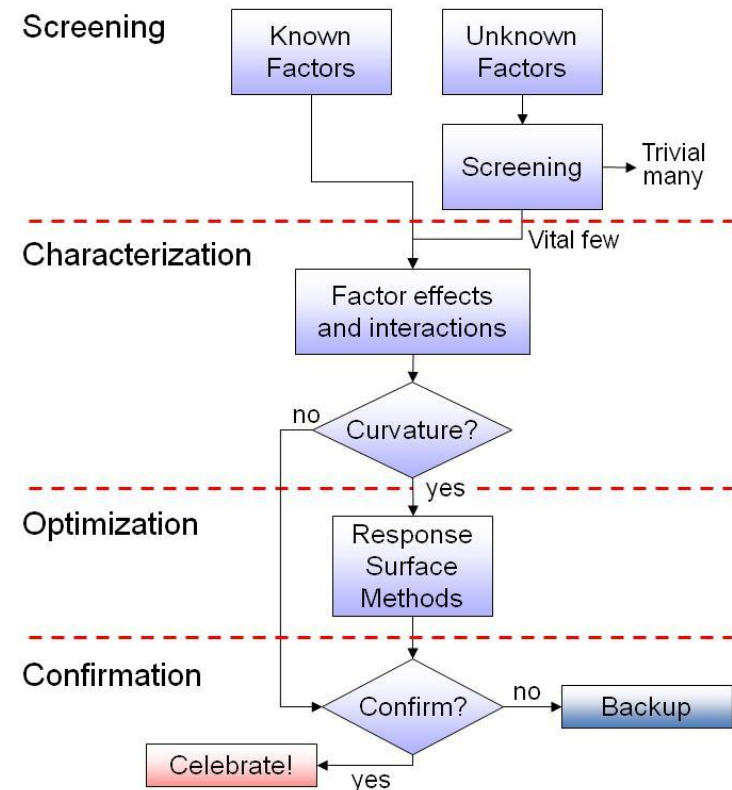 Screening
Known
Factors
Unknown
Factors
Screening
Trivial
many
Vital few
Characterization
Factor effects
and interactions
no
Curvature?
yes
Optimization
Response
Surface
Methods
Confirmation
Confirm?
no
Backup
Celebrate!
yes